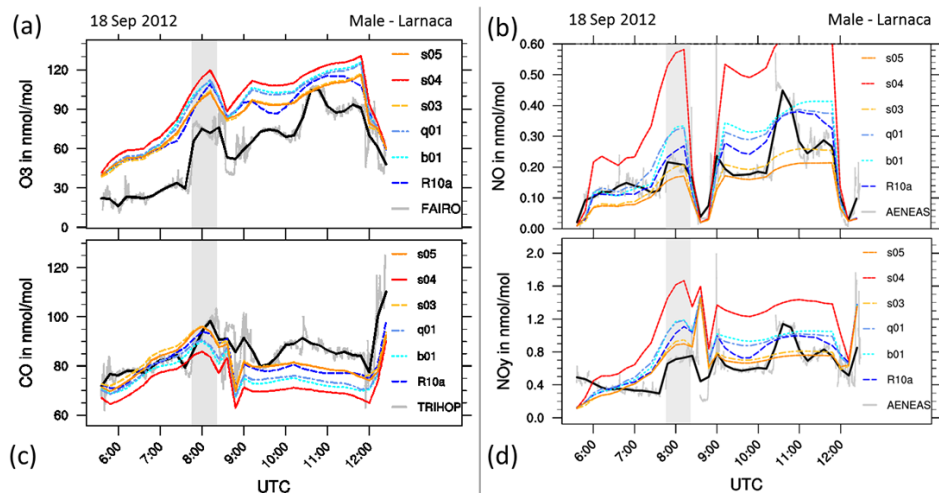 (a)
18 Sep 2012 Male - Larnaca
O3 in nmol/mol
130
120
90
60
30
0
s05
s04
s03
q01
b01
R10a
FAIRO
CO in nmol/mol
120
100
80
60
s05
s04
s03
q01
b01
R10a
TRIHOP
6:00 7:00 8:00 9:00 10:00 11:00 12:00
UTC
(c)
(b)
18 Sep 2012 Male - Larnaca
NO in nmol/mol
0.60
0.50
0.40
0.30
0.20
0.10
0.00
s05
s04
s03
q01
b01
R10a
AENEAS
NOy in nmol/mol
2.0
1.6
1.2
0.8
0.4
0.0
s05
s04
s03
q01
b01
R10a
AENEAS
6:00 7:00 8:00 9:00 10:00 11:00 12:00
UTC
(d)